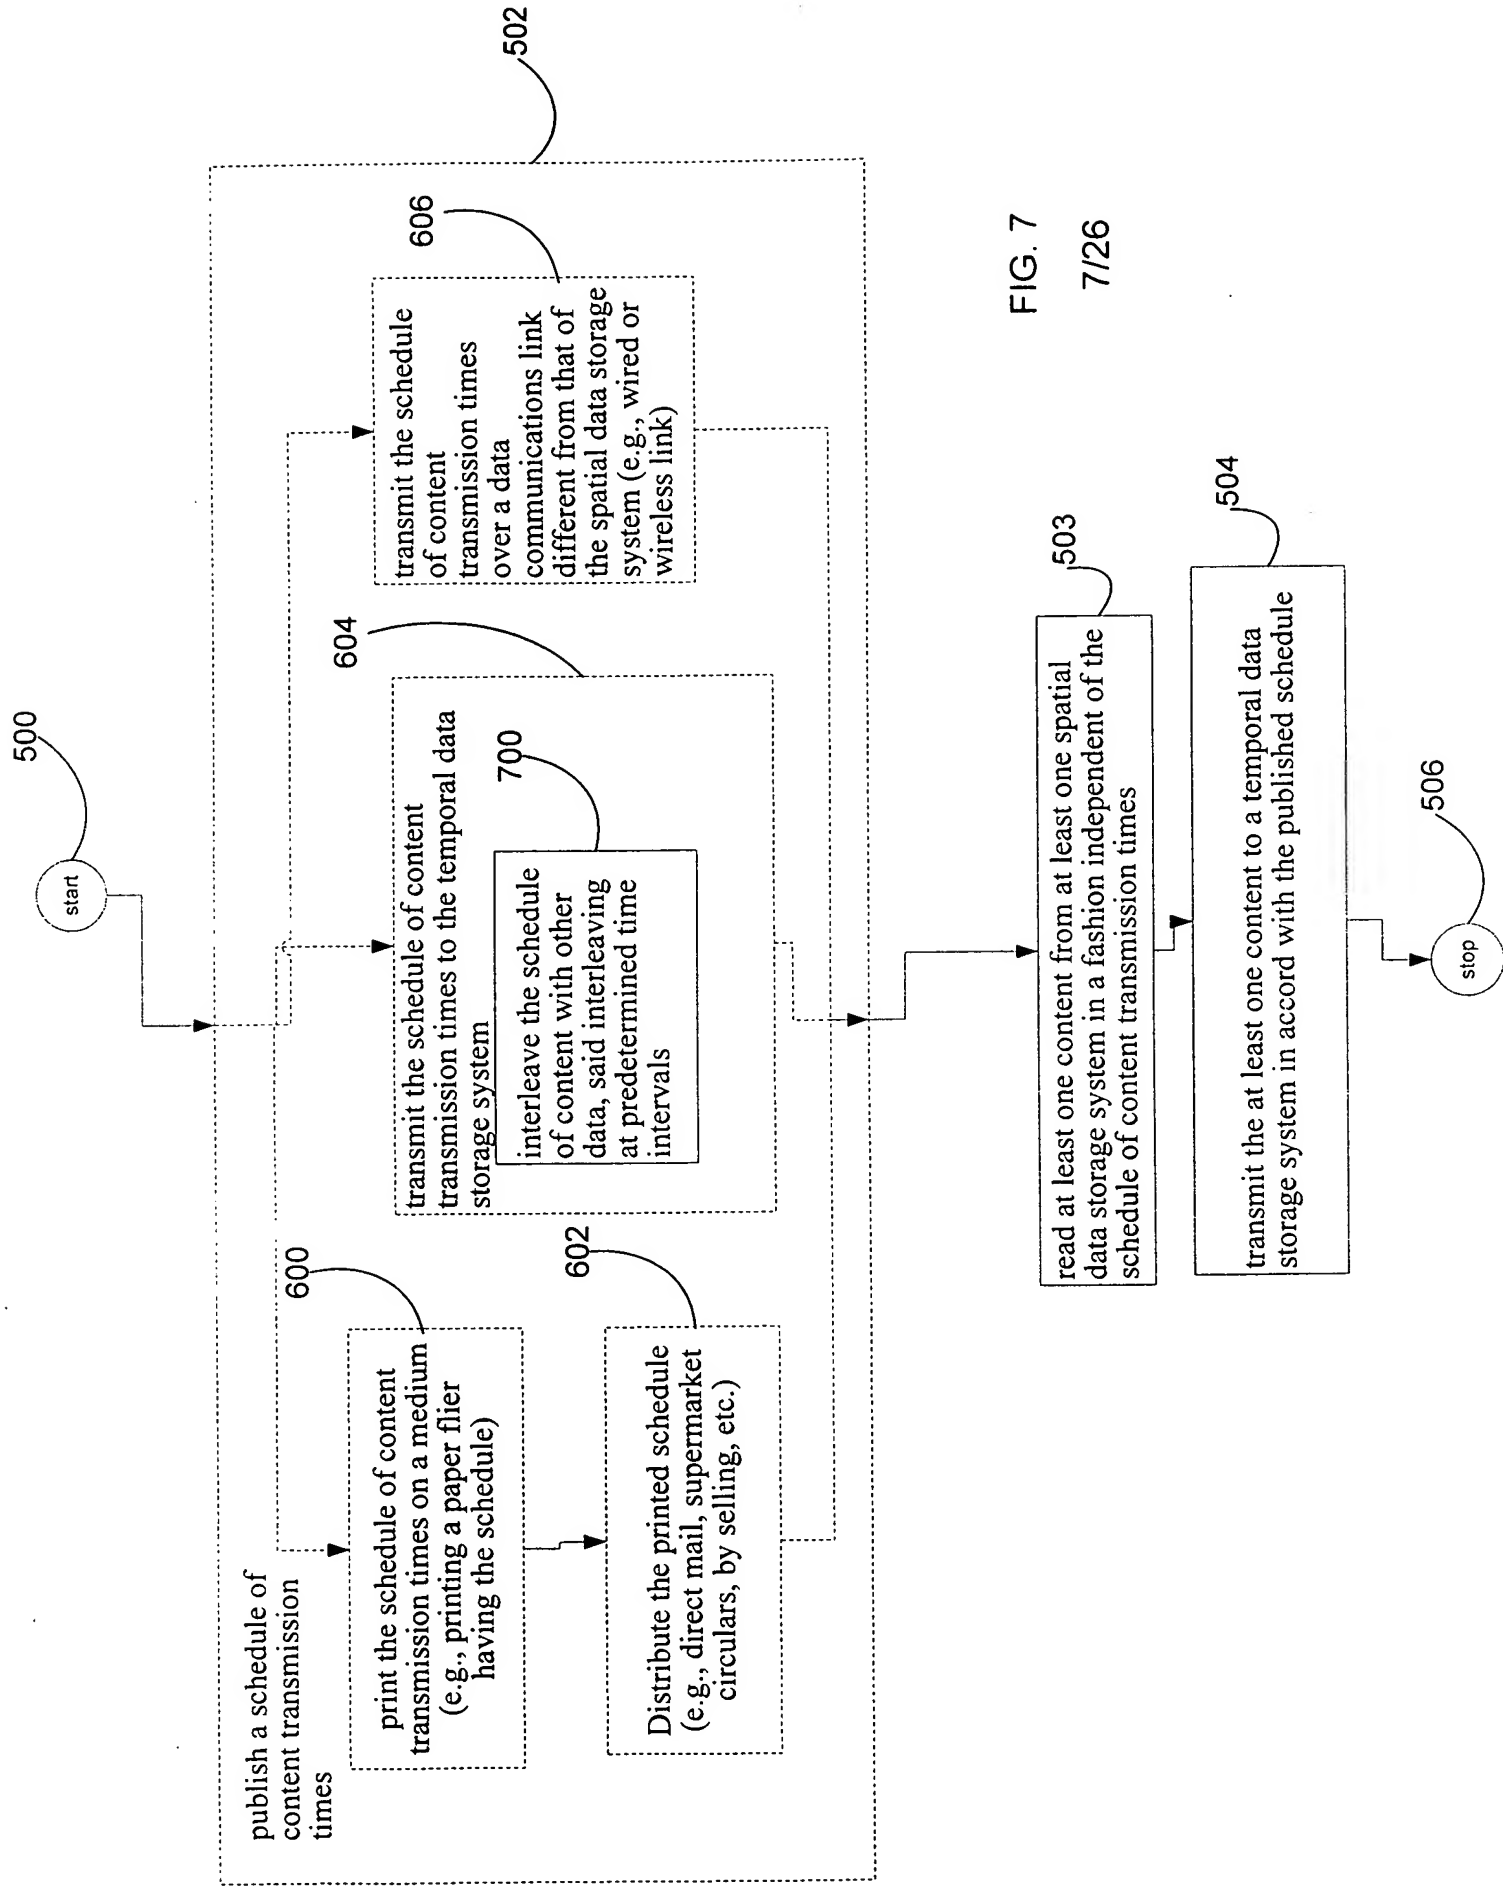 500
start
502
publish a schedule of
content transmission
times
600
print the schedule of content
transmission times on a medium
(e.g., printing a paper flier
having the schedule)
602
Distribute the printed schedule
(e.g., direct mail, supermarket
circulars, by selling, etc.)
604
transmit the schedule of content
transmission times to the temporal data
storage system
700
interleave the schedule
of content with other
data, said interleaving
at predetermined time
intervals
606
transmit the schedule
of content
transmission times
over a data
communications link
different from that of
the spatial data storage
system (e.g., wired or
wireless link)
503
read at least one content from at least one spatial
data storage system in a fashion independent of the
schedule of content transmission times
504
transmit the at least one content to a temporal data
storage system in accord with the published schedule
506
stop
FIG. 7
7/26